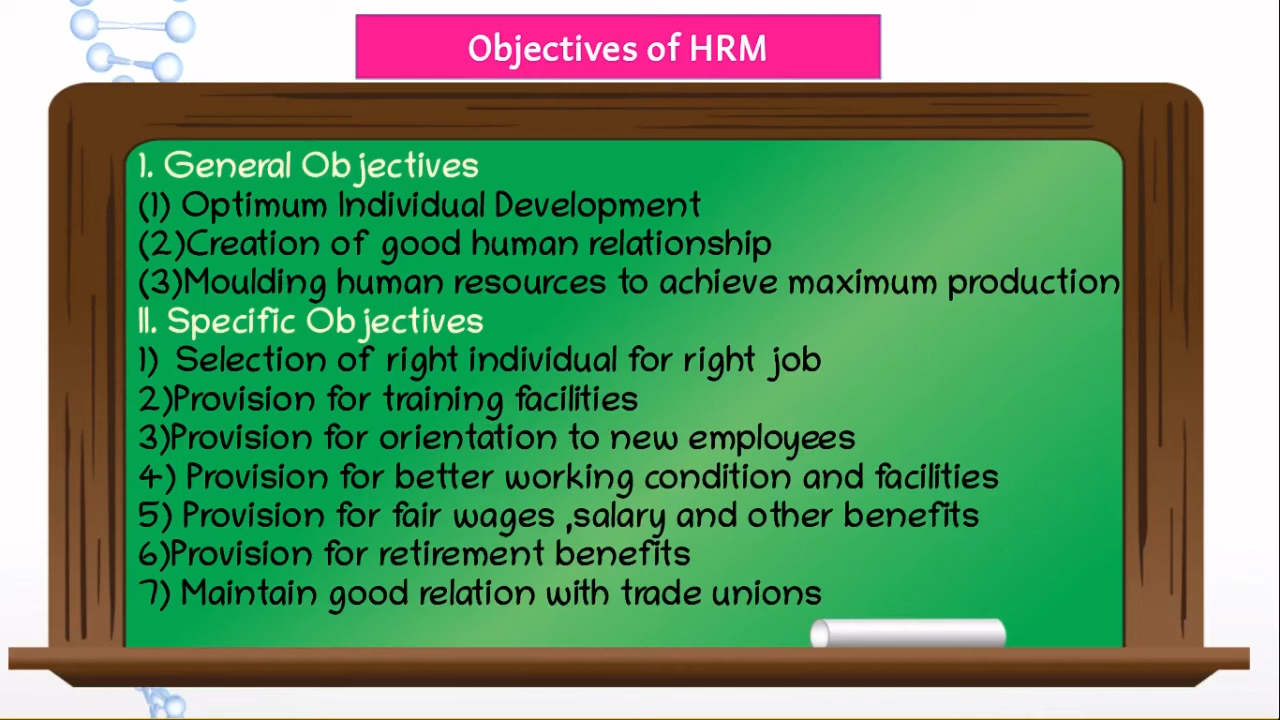 Objectives of HRM
I. General Objectives
(1) Optimum Individual Development
(2)Creation of good human relationship
(3)Moulding human resources to achieve maximum production
II. Specific Objectives
1) Selection of right individual for right job
2)Provision for training facilities
3)Provision for orientation to new employees
4) Provision for better working condition and facilities
5) Provision for fair wages ,salary and other benefits
6)Provision for retirement benefits
7) Maintain good relation with trade unions